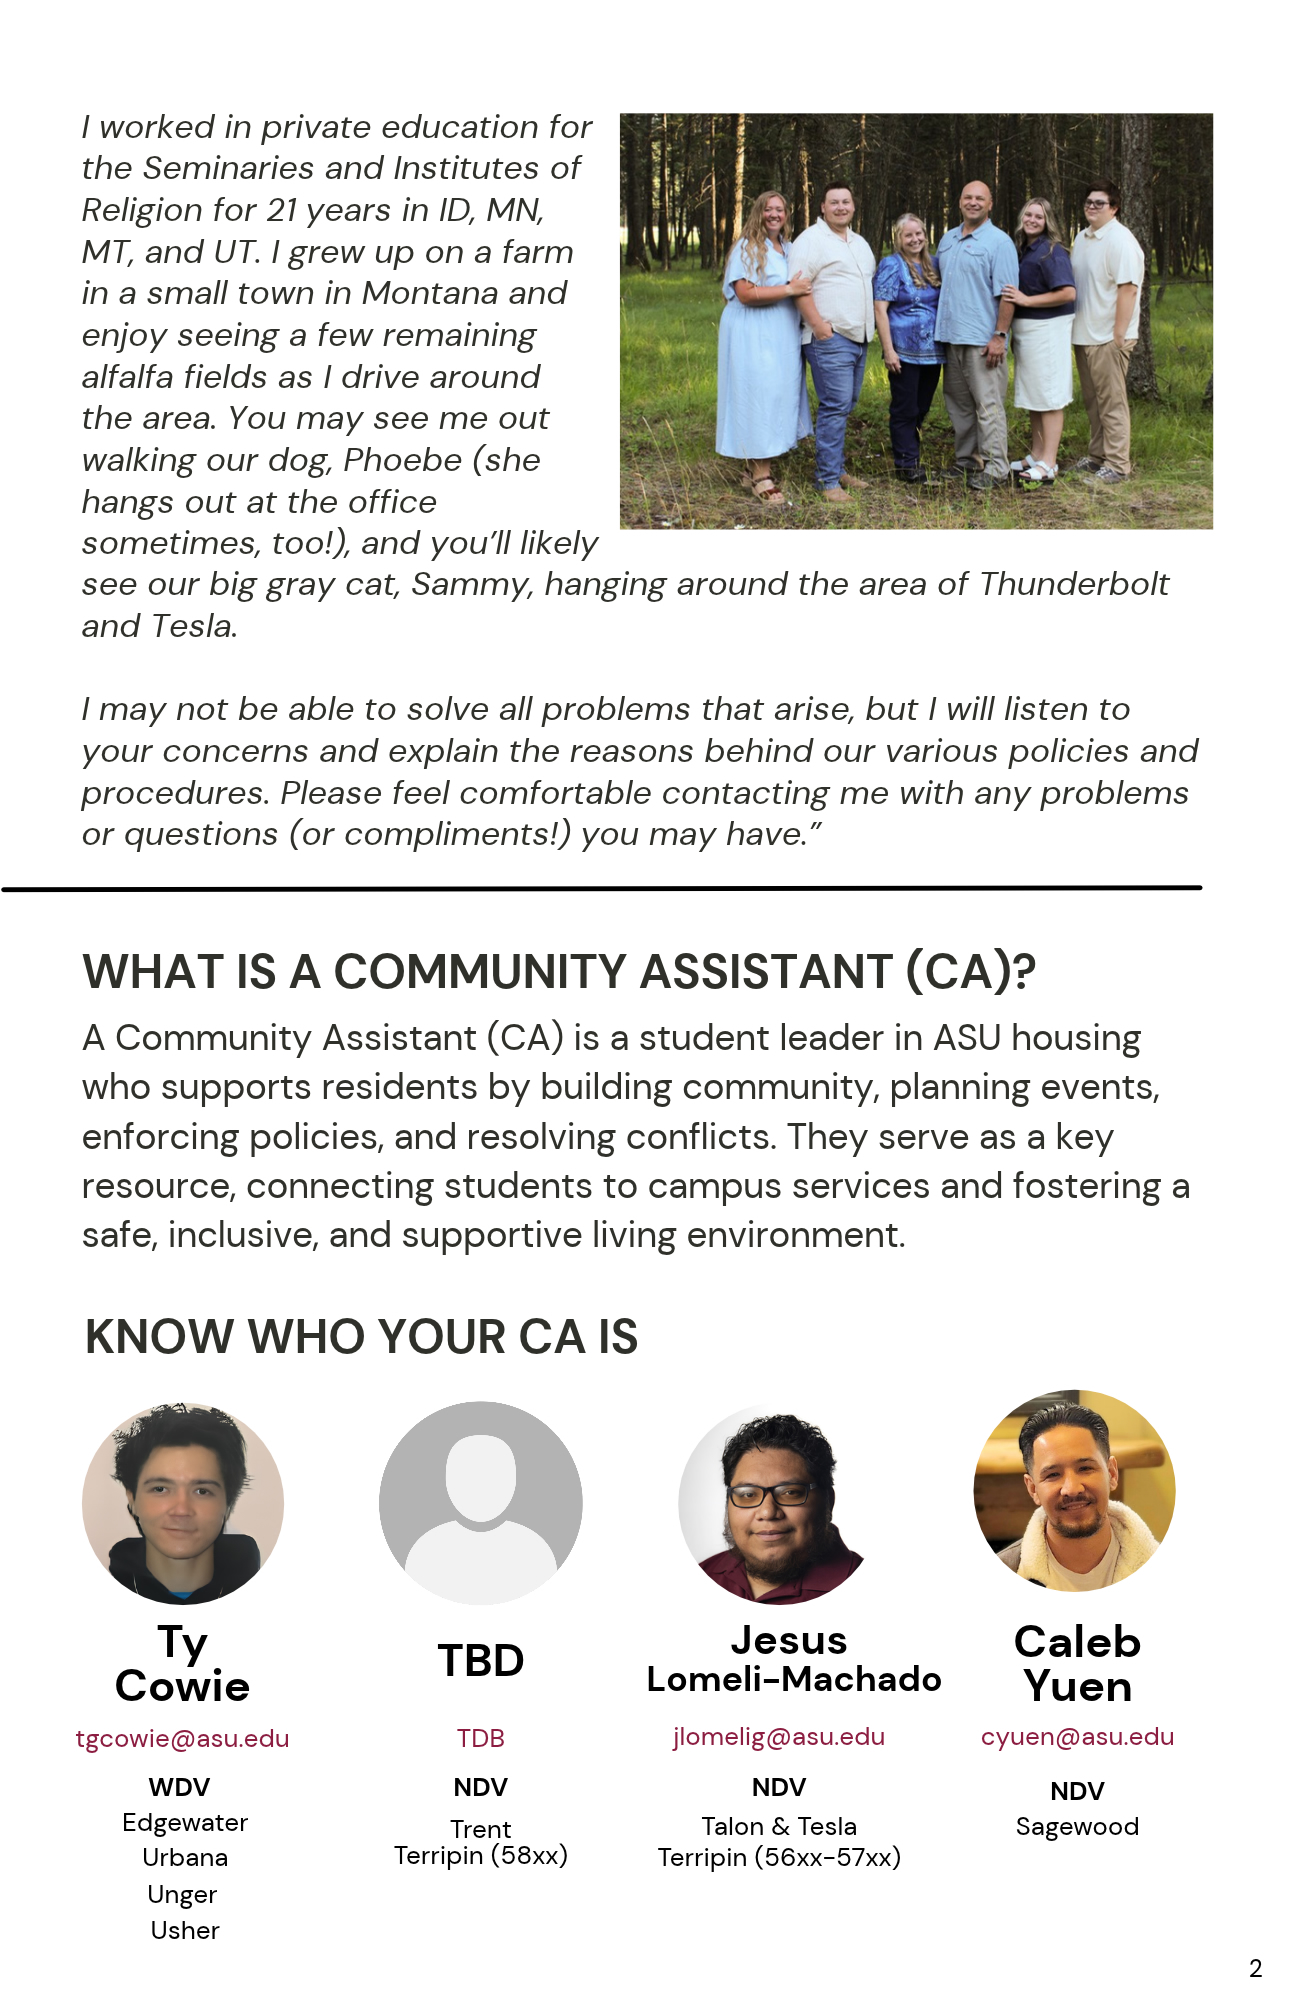 I worked in private education for
the Seminaries and Institutes of
Religion for 21 years in ID, MN,
MT, and UT. I grew up on a farm
in a small town in Montana and
enjoy seeing a few remaining
alfalfa fields as I drive around
the area. You may see me out
walking our dog, Phoebe (she
hangs out at the office
sometimes, too!), and you’ll likely
see our big gray cat, Sammy, hanging around the area of Thunderbolt
and Tesla.
I may not be able to solve all problems that arise, but I will listen to
your concerns and explain the reasons behind our various policies and
procedures. Please feel comfortable contacting me with any problems
or questions (or compliments!) you may have.”
WHAT IS A COMMUNITY ASSISTANT (CA)?
A Community Assistant (CA) is a student leader in ASU housing
who supports residents by building community, planning events,
enforcing policies, and resolving conflicts. They serve as a key
resource, connecting students to campus services and fostering a
safe, inclusive, and supportive living environment.
KNOW WHO YOUR CA IS
Ty
Cowie
tgcowie@asu.edu
WDV
Edgewater
Urbana
Unger
Usher
TBD
TDB
NDV
Trent
Terripin (58xx)
Jesus
Lomeli-Machado
jlomelig@asu.edu
NDV
Talon & Tesla
Terripin (56xx-57xx)
Caleb
Yuen
cyuen@asu.edu
NDV
Sagewood
2